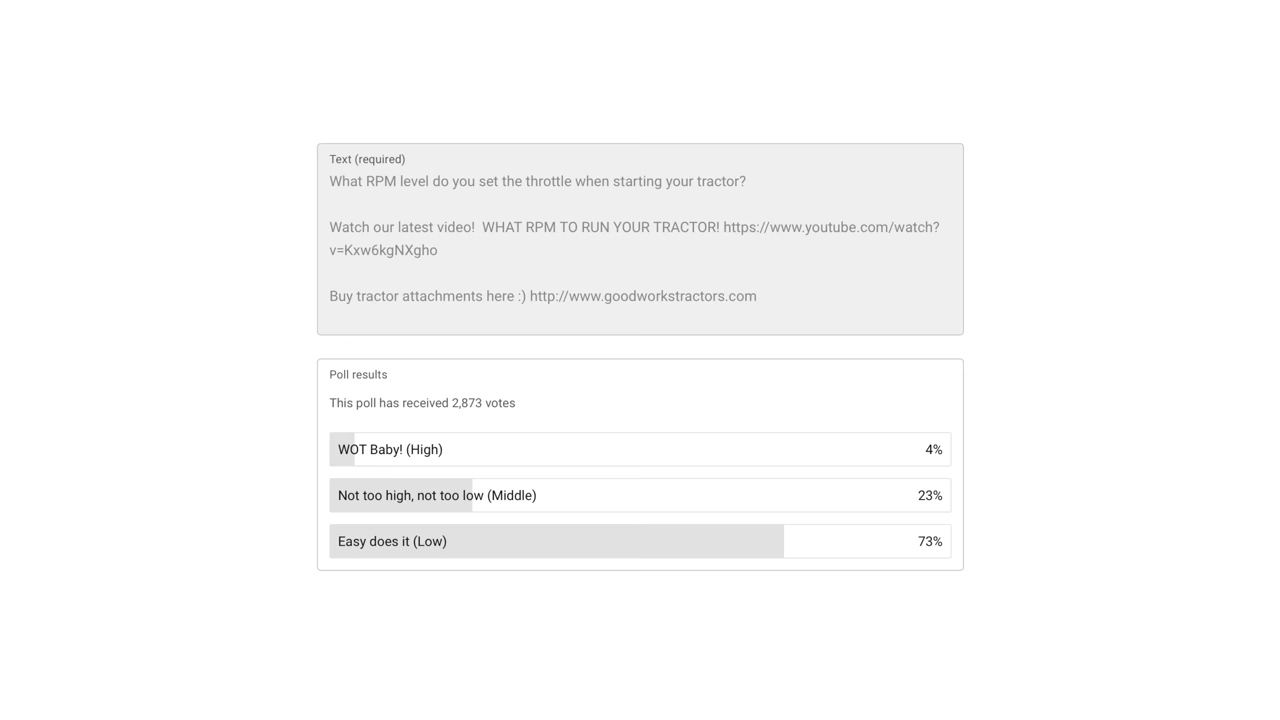 Text (required)
What RPM level do you set the throttle when starting your tractor?
Watch our latest video!  WHAT RPM TO RUN YOUR TRACTOR! https://www.youtube.com/watch?
v=Kxw6kgNXgho
Buy tractor attachments here :) http://www.goodworkstractors.com
Poll results
This poll has received 2,873 votes
WOT Baby! (High) 4%
Not too high, not too low (Middle) 23%
Easy does it (Low) 73%